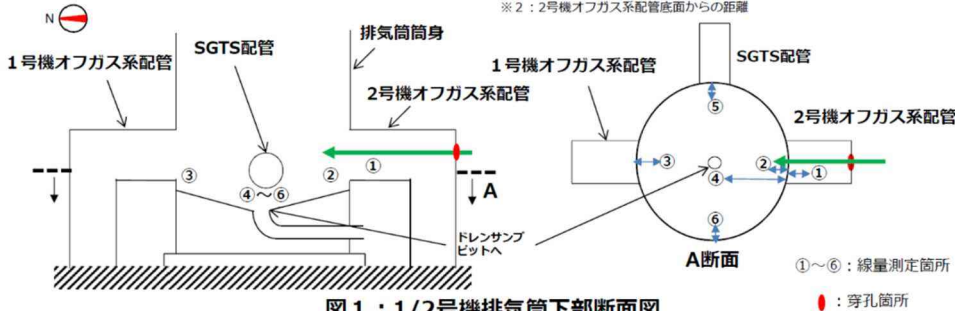 ※2：2号機オフガス系配管底面からの距離
N
1号機オフガス系配管
SGTS配管
排気筒筒身
2号機オフガス系配管
①
②
③
④～⑥
A
ドレンサンプ
ピットへ
1号機オフガス系配管
SGTS配管
2号機オフガス系配管
⑤
③
②
①
④
⑥
A断面
①～⑥：線量測定箇所
：穿孔箇所
図1：1/2号機排気筒下部断面図